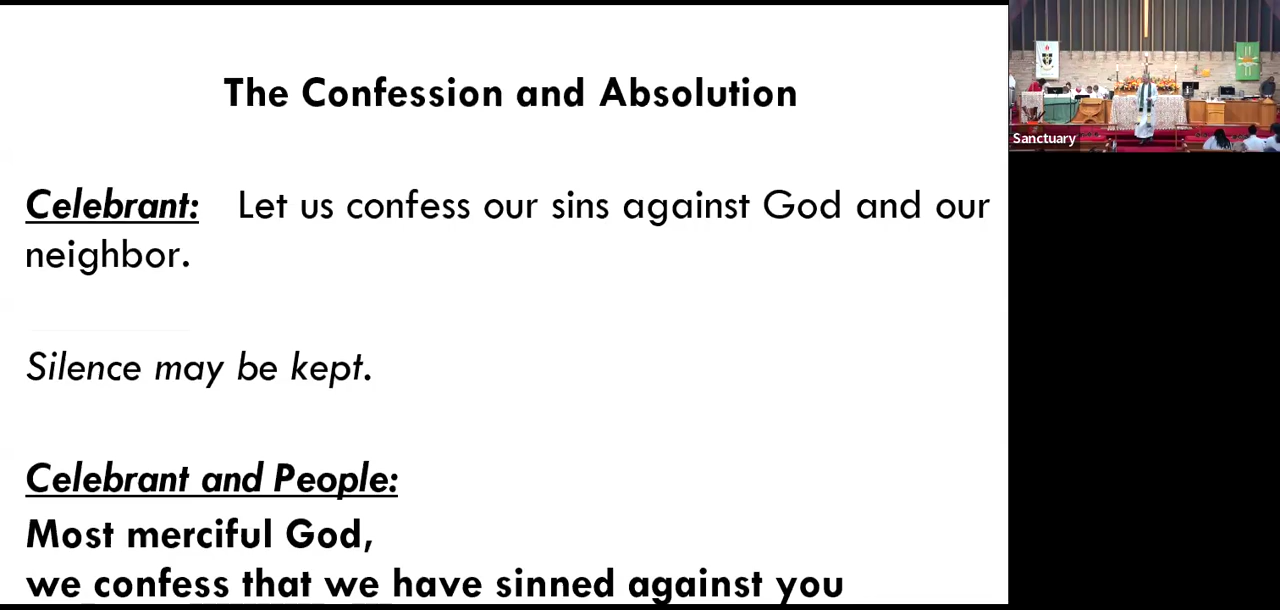 The Confession and Absolution
Celebrant: Let us confess our sins against God and our
neighbor.
Silence may be kept.
Celebrant and People:
Most merciful God,
we confess that we have sinned against you
Sanctuary